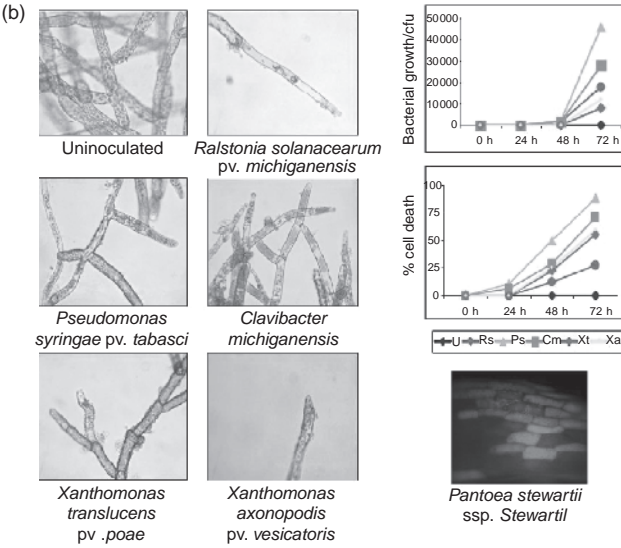 (b)
Uninoculated
Ralstonia solanacearum
pv. michiganensis
Pseudomonas
syringae pv. tabasci
Clavibacter
michiganensis
Xanthomonas
translucens
pv .poae
Xanthomonas
axonopodis
pv. vesicatoris
Bacterial growth/cfu
50000
40000
30000
20000
10000
0
0 h 24 h 48 h 72 h
% cell death
100
75
50
25
0
0 h 24 h 48 h 72 h
U Rs Ps Cm Xt Xa
Pantoea stewartii
ssp. Stewartil